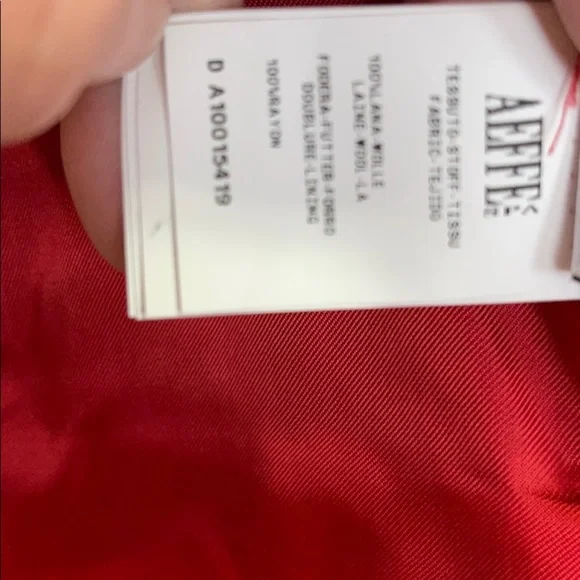 AEFFE
TESSUTO-STOFF-TISSU
FABRIC-TEJIDO
100%LANA-WOLLE
LAINE-WOOL-LA
FODERA-FUTTER-FORRO
DOUBLURE-LINING
100%RAYON
D A10015419